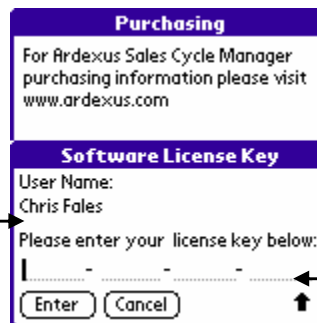 Purchasing
For Ardexus Sales Cycle Manager
purchasing information please visit
www.ardexus.com
Software License Key
User Name:
Chris Fales
Please enter your license key below:
- - -
Enter Cancel